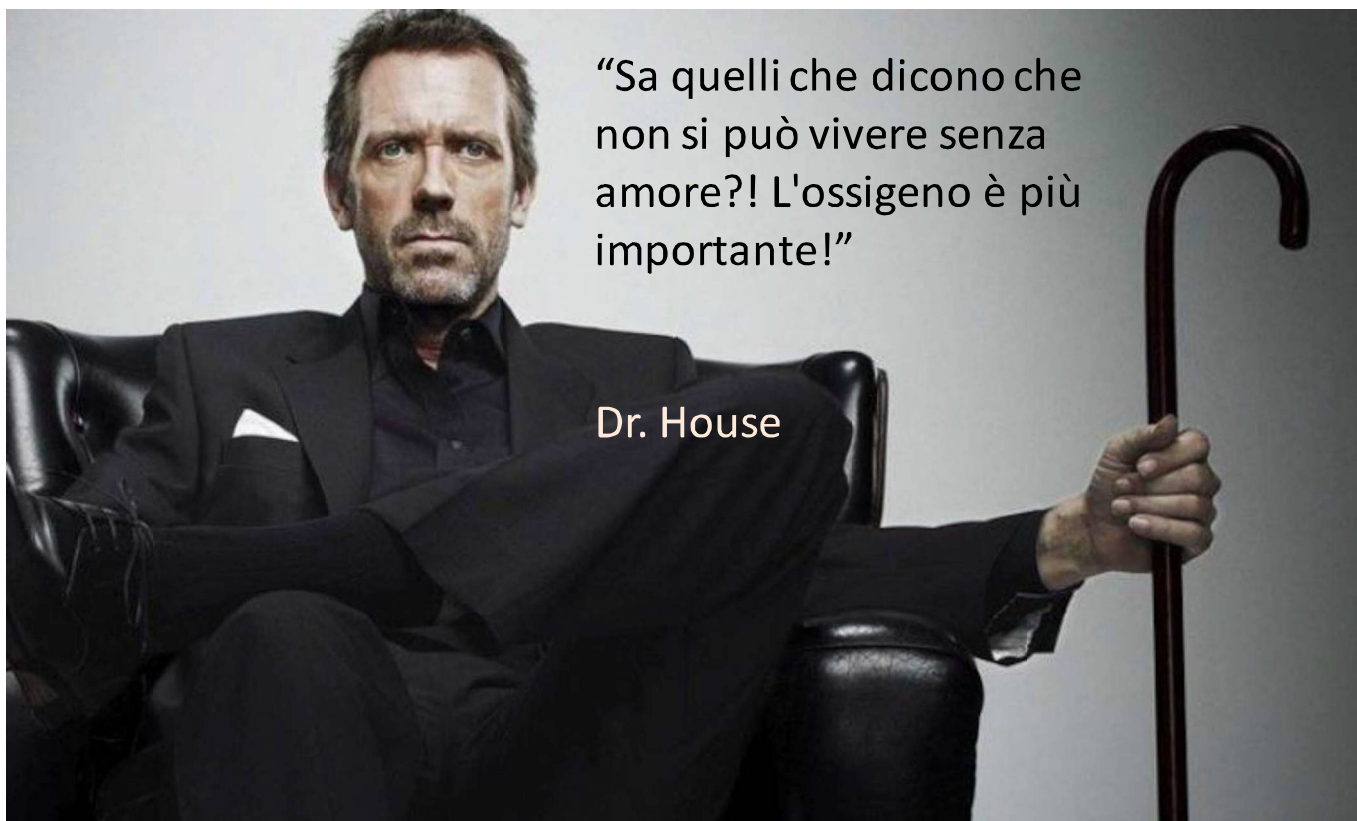 “Sa quelli che dicono che
non si può vivere senza
amore?! L'ossigeno è più
importante!”
Dr. House